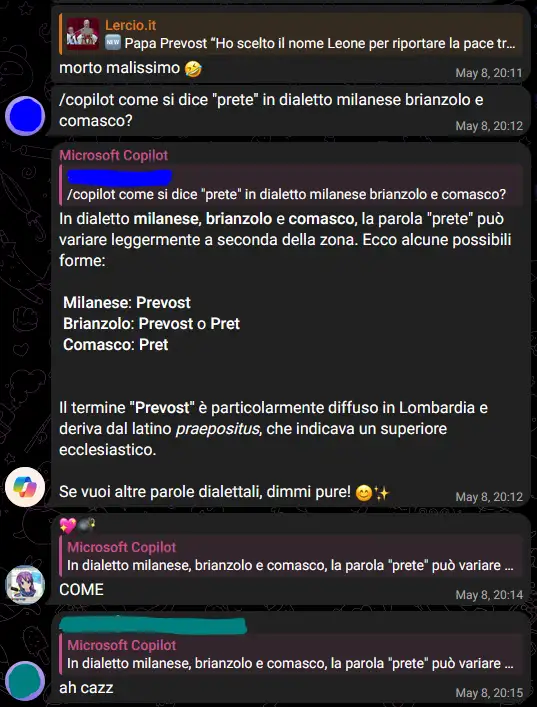 Lercio.it
🆕 Papa Prevost “Ho scelto il nome Leone per riportare la pace tr...
morto malissimo 🤣
May 8, 20:11
/copilot come si dice "prete" in dialetto milanese brianzolo e
comasco?
May 8, 20:12
Microsoft Copilot
/copilot come si dice "prete" in dialetto milanese brianzolo e comasco?
In dialetto milanese, brianzolo e comasco, la parola "prete" può
variare leggermente a seconda della zona. Ecco alcune possibili
forme:
Milanese: Prevost
Brianzolo: Prevost o Pret
Comasco: Pret
Il termine "Prevost" è particolarmente diffuso in Lombardia e
deriva dal latino praepositus, che indicava un superiore
ecclesiastico.
Se vuoi altre parole dialettali, dimmi pure! 😊✨
May 8, 20:12
💖💣
Microsoft Copilot
In dialetto milanese, brianzolo e comasco, la parola "prete" può variare ...
COME
May 8, 20:14
Microsoft Copilot
In dialetto milanese, brianzolo e comasco, la parola "prete" può variare ...
ah cazz
May 8, 20:15